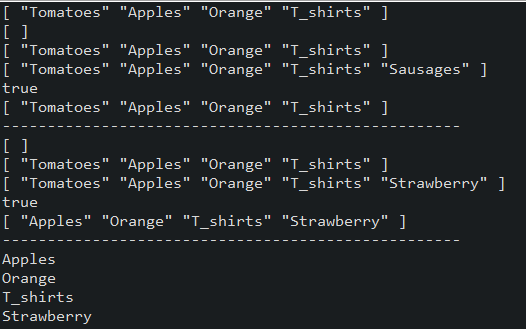 [ "Tomatoes" "Apples" "Orange" "T_shirts" ]
[ ]
[ "Tomatoes" "Apples" "Orange" "T_shirts" ]
[ "Tomatoes" "Apples" "Orange" "T_shirts" "Sausages" ]
true
[ "Tomatoes" "Apples" "Orange" "T_shirts" ]
--------------------------------------------------
[ ]
[ "Tomatoes" "Apples" "Orange" "T_shirts" ]
[ "Tomatoes" "Apples" "Orange" "T_shirts" "Strawberry" ]
true
[ "Apples" "Orange" "T_shirts" "Strawberry" ]
--------------------------------------------------
Apples
Orange
T_shirts
Strawberry